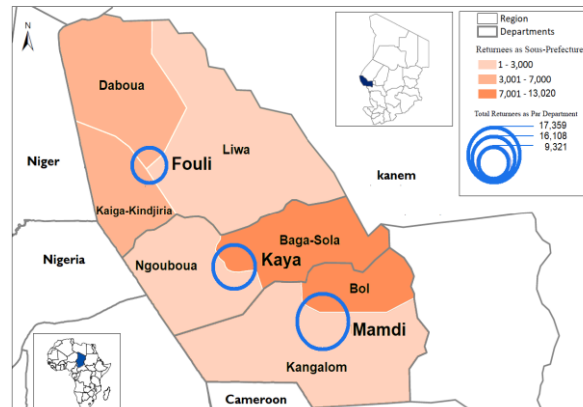 N
Daboua
Fouli
Liwa
Niger
kanem
Kaiga-Kindjiria
Nigeria
Ngouboua
Baga-Sola
Kaya
Bol
Mamdi
Kangalom
Cameroon
Region
Departments
Returnees as Sous-Prefecture
1 - 3,000
3,001 - 7,000
7,001 - 13,020
Total Returnees as Par Department
17,359
16,108
9,321